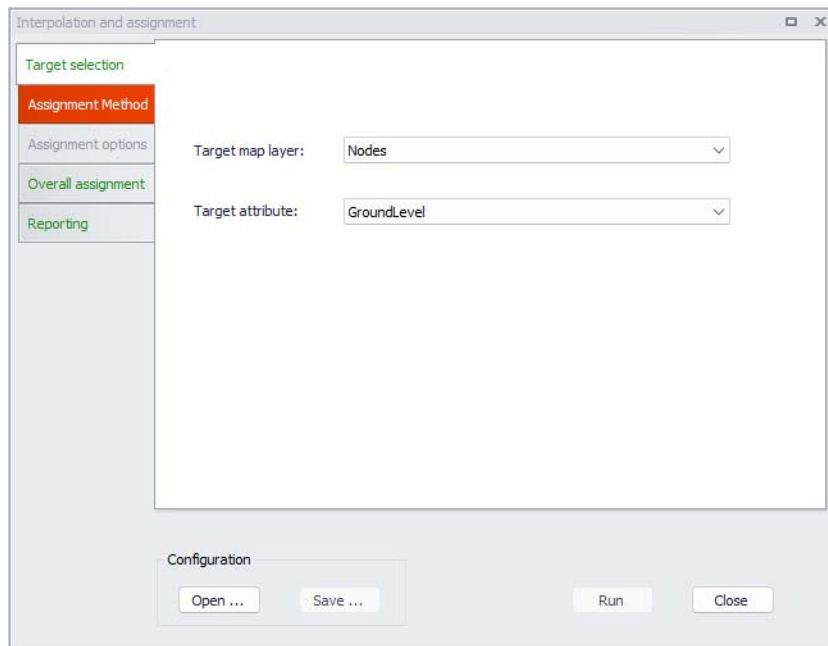 Interpolation and assignment
Target selection
Assignment Method
Assignment options
Overall assignment
Reporting
Target map layer: Nodes
Target attribute: GroundLevel
Configuration
Open ... Save ... Run Close